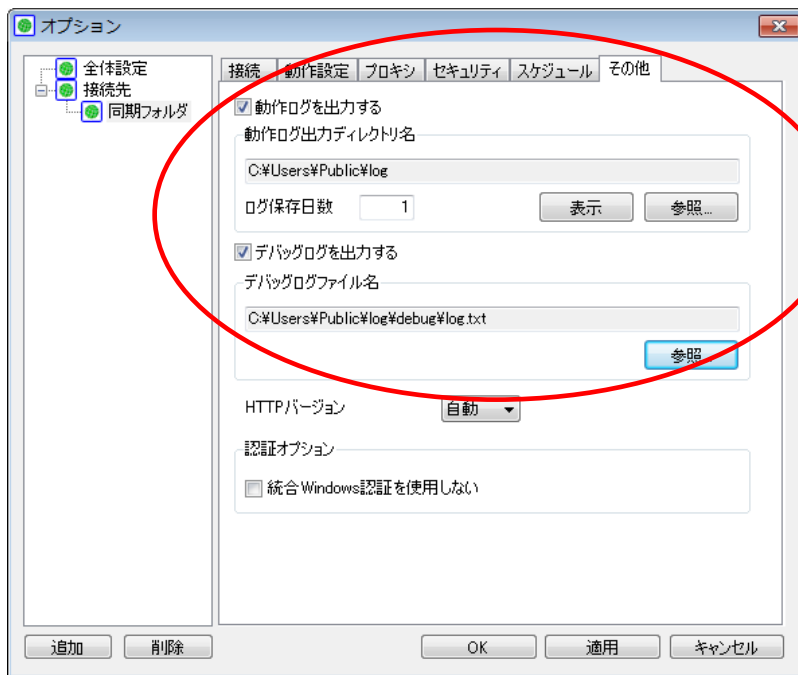 オプション
全体設定
接続先
同期フォルダ
接続 動作設定 プロキシ セキュリティ スケジュール その他
動作ログを出力する
動作ログ出力ディレクトリ名
C:¥Users¥Public¥log
ログ保存日数 1 表示 参照...
デバッグログを出力する
デバッグログファイル名
C:¥Users¥Public¥log¥debug¥log.txt
参照...
HTTPバージョン 自動
認証オプション
統合Windows認証を使用しない
追加 削除 OK 適用 キャンセル